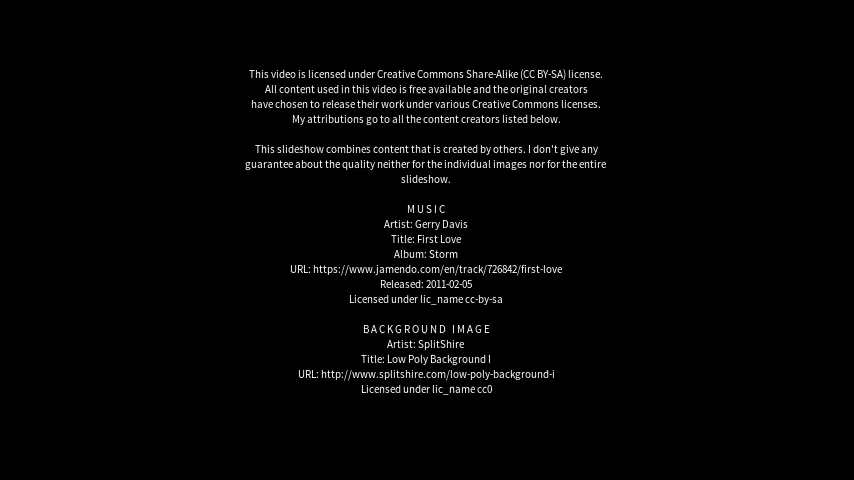 This video is licensed under Creative Commons Share-Alike (CC BY-SA) license.
All content used in this video is free available and the original creators
have chosen to release their work under various Creative Commons licenses.
My attributions go to all the content creators listed below.
This slideshow combines content that is created by others. I don't give any
guarantee about the quality neither for the individual images nor for the entire
slideshow.
MUSIC
Artist: Gerry Davis
Title: First Love
Album: Storm
URL: https://www.jamendo.com/en/track/726842/first-love
Released: 2011-02-05
Licensed under lic_name cc-by-sa
BACKGROUND IMAGE
Artist: SplitShire
Title: Low Poly Background I
URL: http://www.splitshire.com/low-poly-background-i
Licensed under lic_name cc0